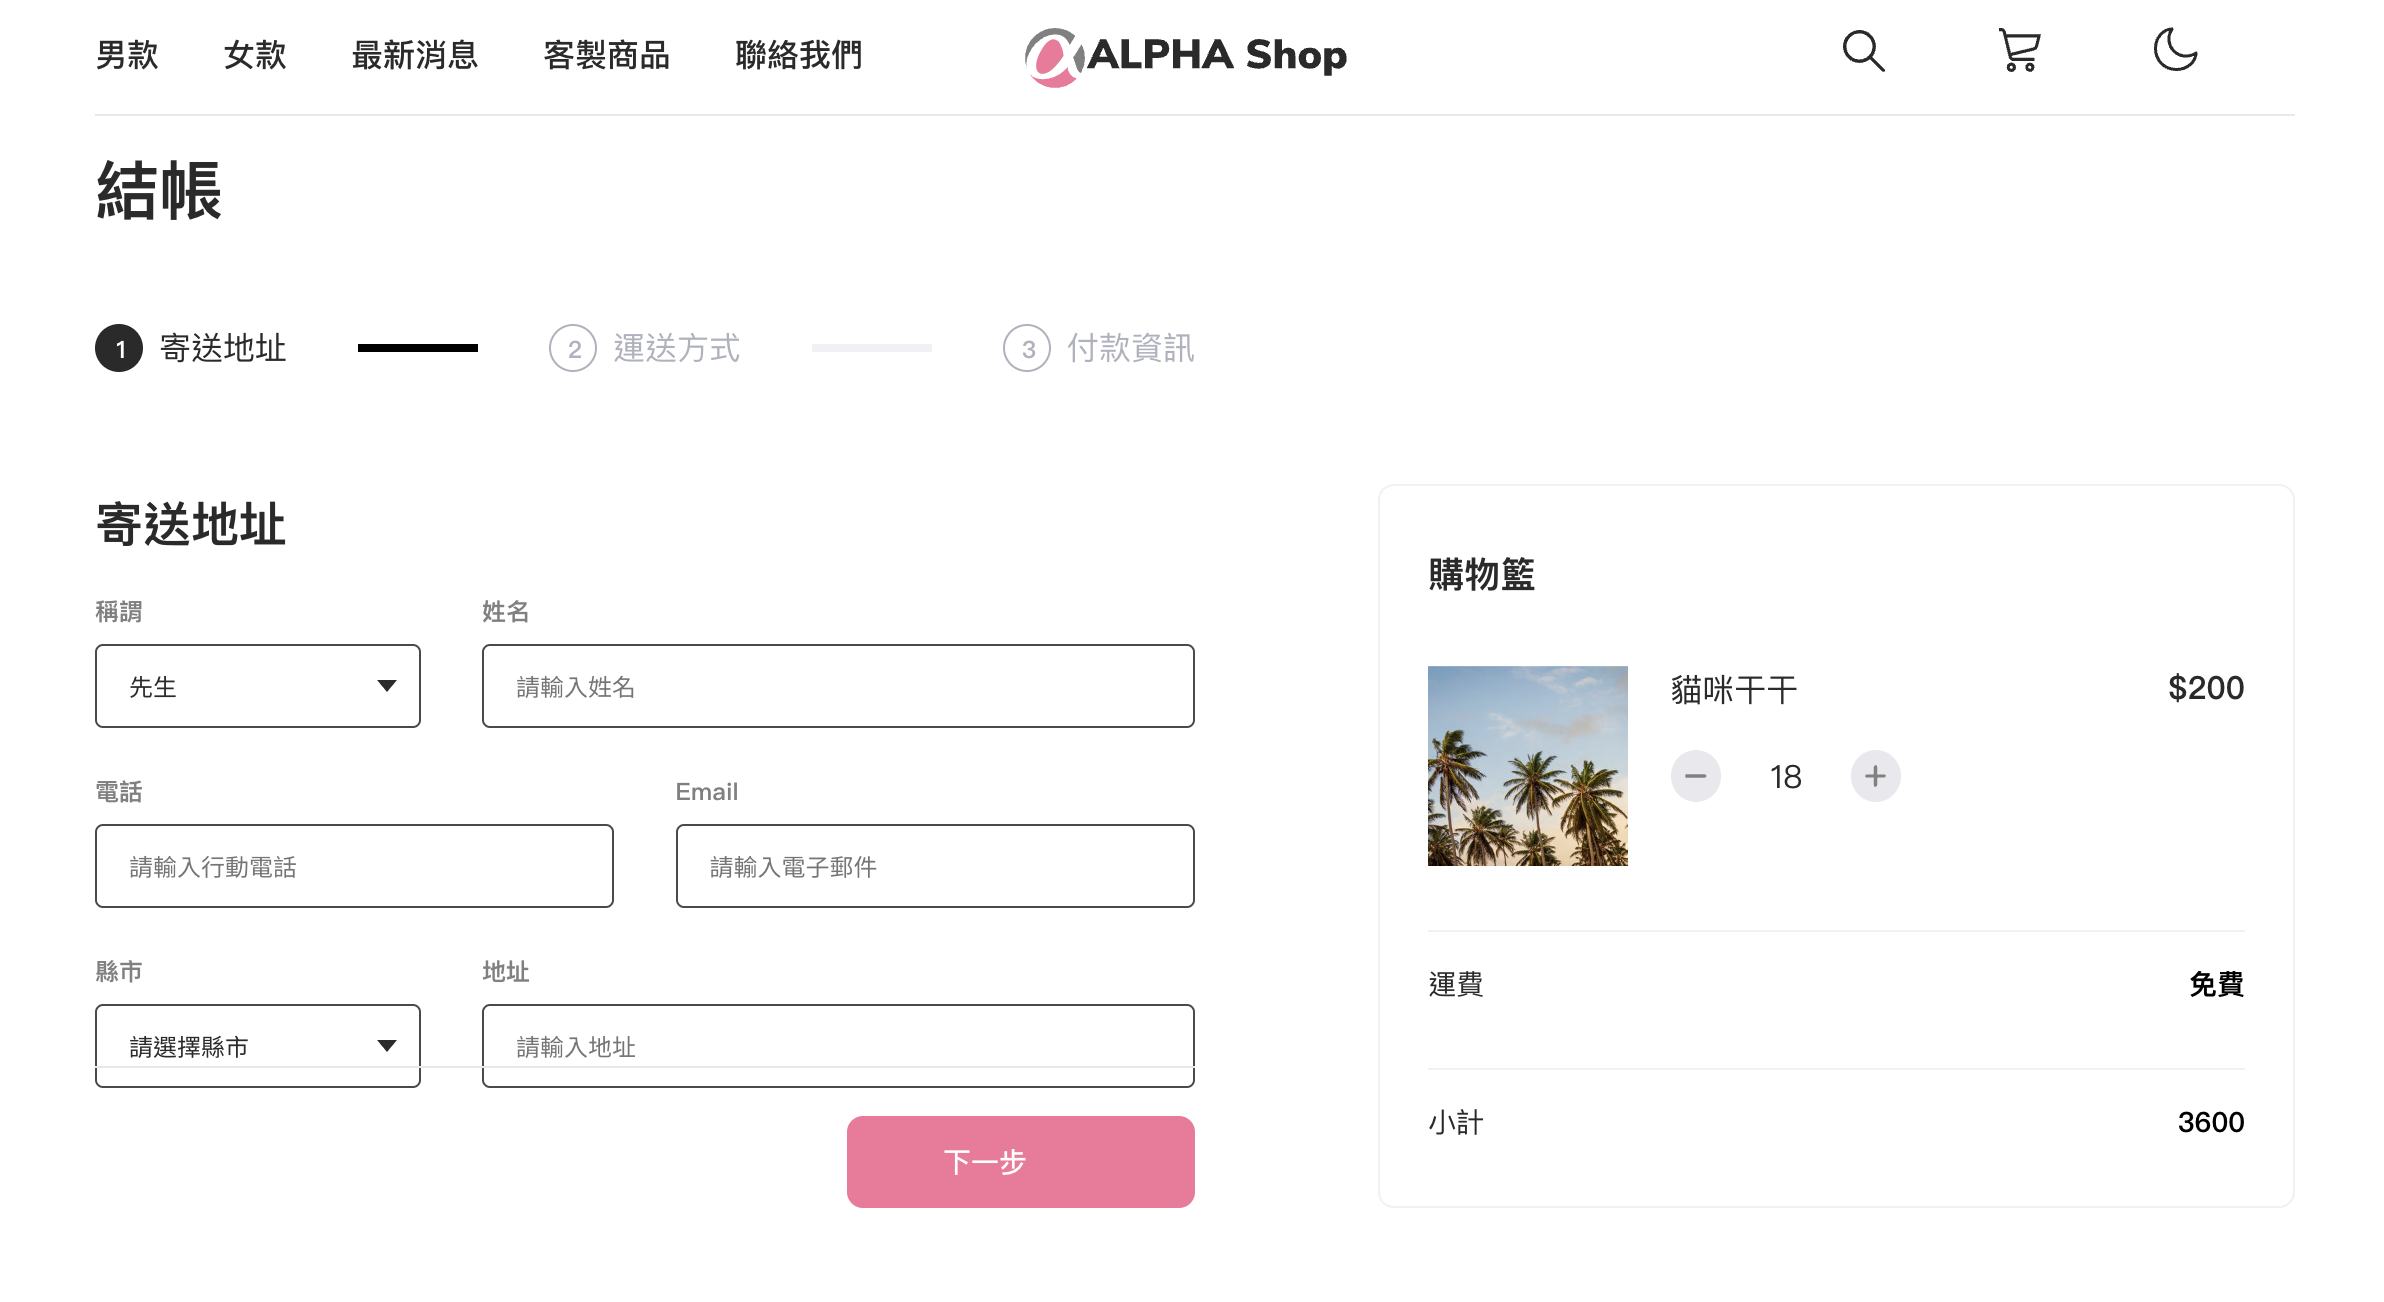 男款 女款 最新消息 客製商品 聯絡我們 ALPHA Shop
結帳
1 寄送地址 2 運送方式 3 付款資訊
寄送地址
稱謂 姓名
先生 請輸入姓名
電話 Email
請輸入行動電話 請輸入電子郵件
縣市 地址
請選擇縣市 請輸入地址
下一步
購物籃
貓咪干干 $200
18
運費 免費
小計 3600